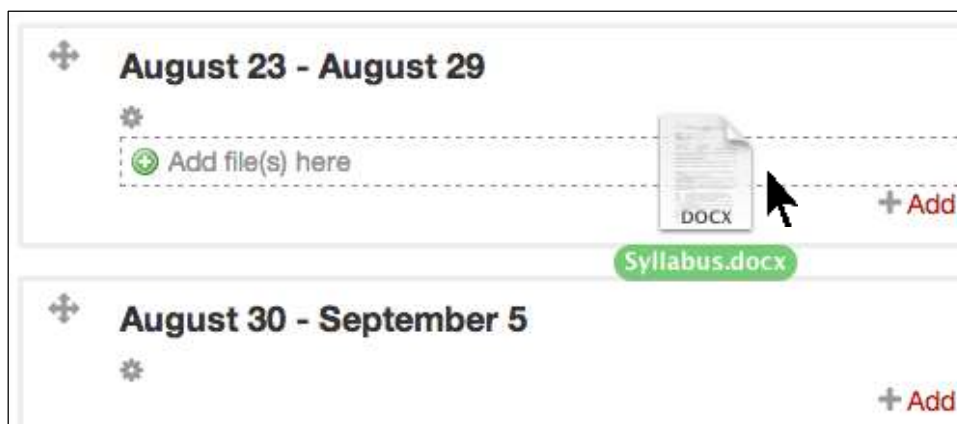 August 23 - August 29
Add file(s) here
DOCX
Add
Syllabus.docx
August 30 - September 5
Add